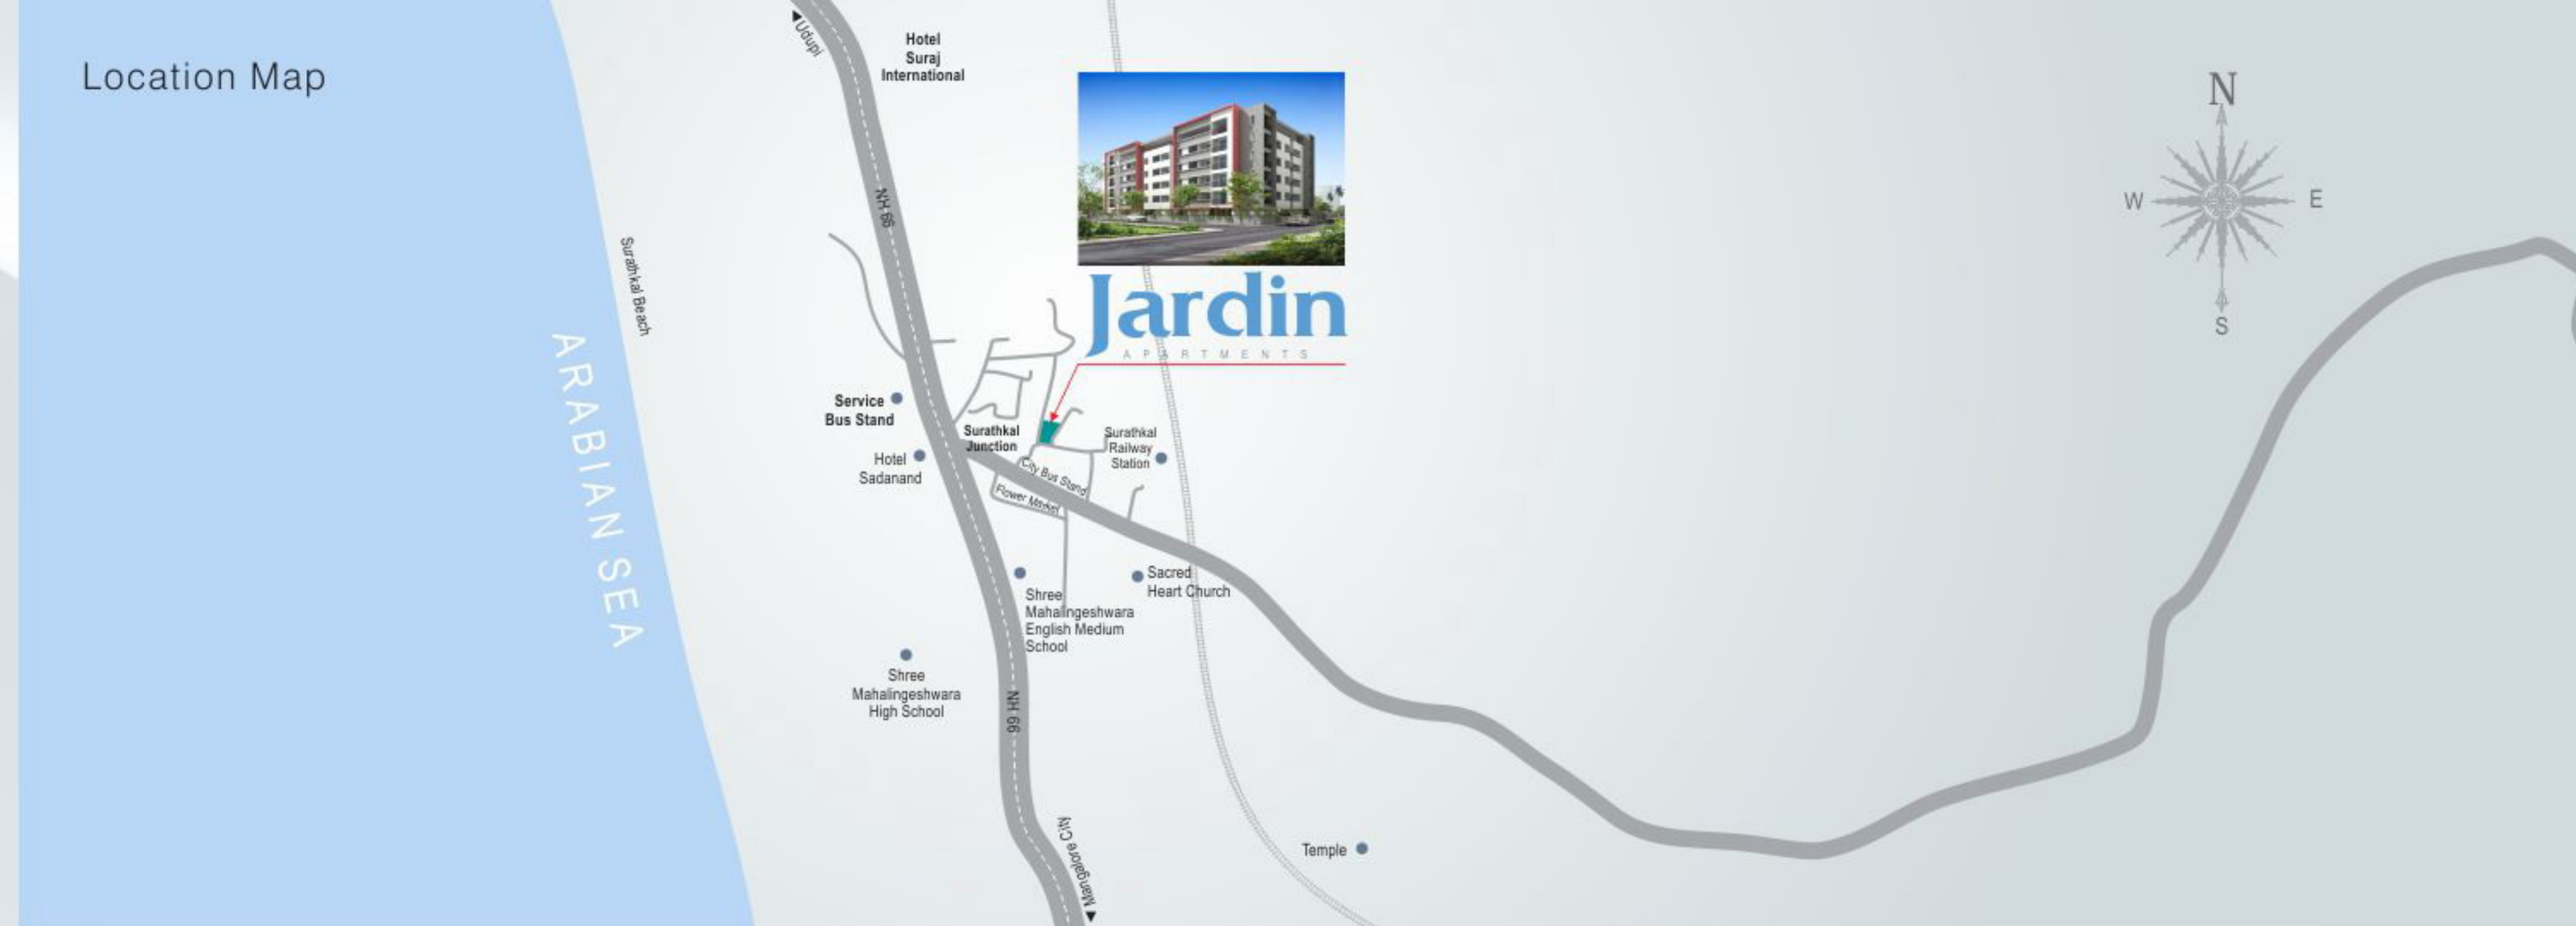 Location Map
Udupi
Hotel
Suraj
International
N
W
E
S
NH 66
Surathkal Beach
Jardin
APARTMENTS
ARABIAN SEA
Service
Bus Stand
Surathkal
Junction
Surathkal
Railway
Station
Hotel
Sadanand
City Bus Stand
Flower Market
Sacred
Heart Church
Shree
Mahalingeshwara
English Medium
School
Shree
Mahalingeshwara
High School
NH 66
Mangalore City
Temple